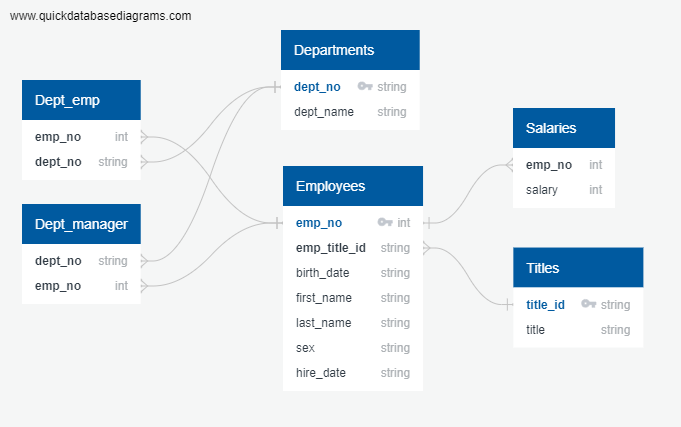 www.quickdatabasediagrams.com
Departments
dept_no string
dept_name string
Dept_emp
emp_no int
dept_no string
Dept_manager
dept_no string
emp_no int
Employees
emp_no int
emp_title_id string
birth_date string
first_name string
last_name string
sex string
hire_date string
Salaries
emp_no int
salary int
Titles
title_id string
title string